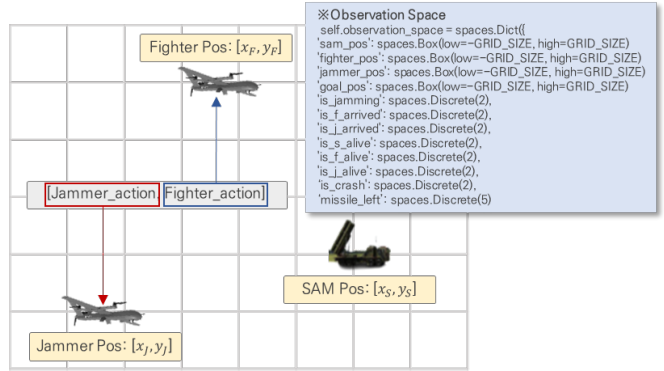 ※Observation Space
self.observation_space = spaces.Dict({
'sam_pos': spaces.Box(low=−GRID_SIZE, high=GRID_SIZE)
'fighter_pos': spaces.Box(low=−GRID_SIZE, high=GRID_SIZE)
'jammer_pos': spaces.Box(low=−GRID_SIZE, high=GRID_SIZE)
'goal_pos': spaces.Box(low=−GRID_SIZE, high=GRID_SIZE)
'is_jamming': spaces.Discrete(2),
'is_f_arrived': spaces.Discrete(2),
'is_j_arrived': spaces.Discrete(2),
'is_s_alive': spaces.Discrete(2),
'is_f_alive': spaces.Discrete(2),
'is_j_alive': spaces.Discrete(2),
'is_crash': spaces.Discrete(2),
'missile_left': spaces.Discrete(5)
Fighter Pos: [x_F, y_F]
[Jammer_action, Fighter_action]
SAM Pos: [x_S, y_S]
Jammer Pos: [x_J, y_J]